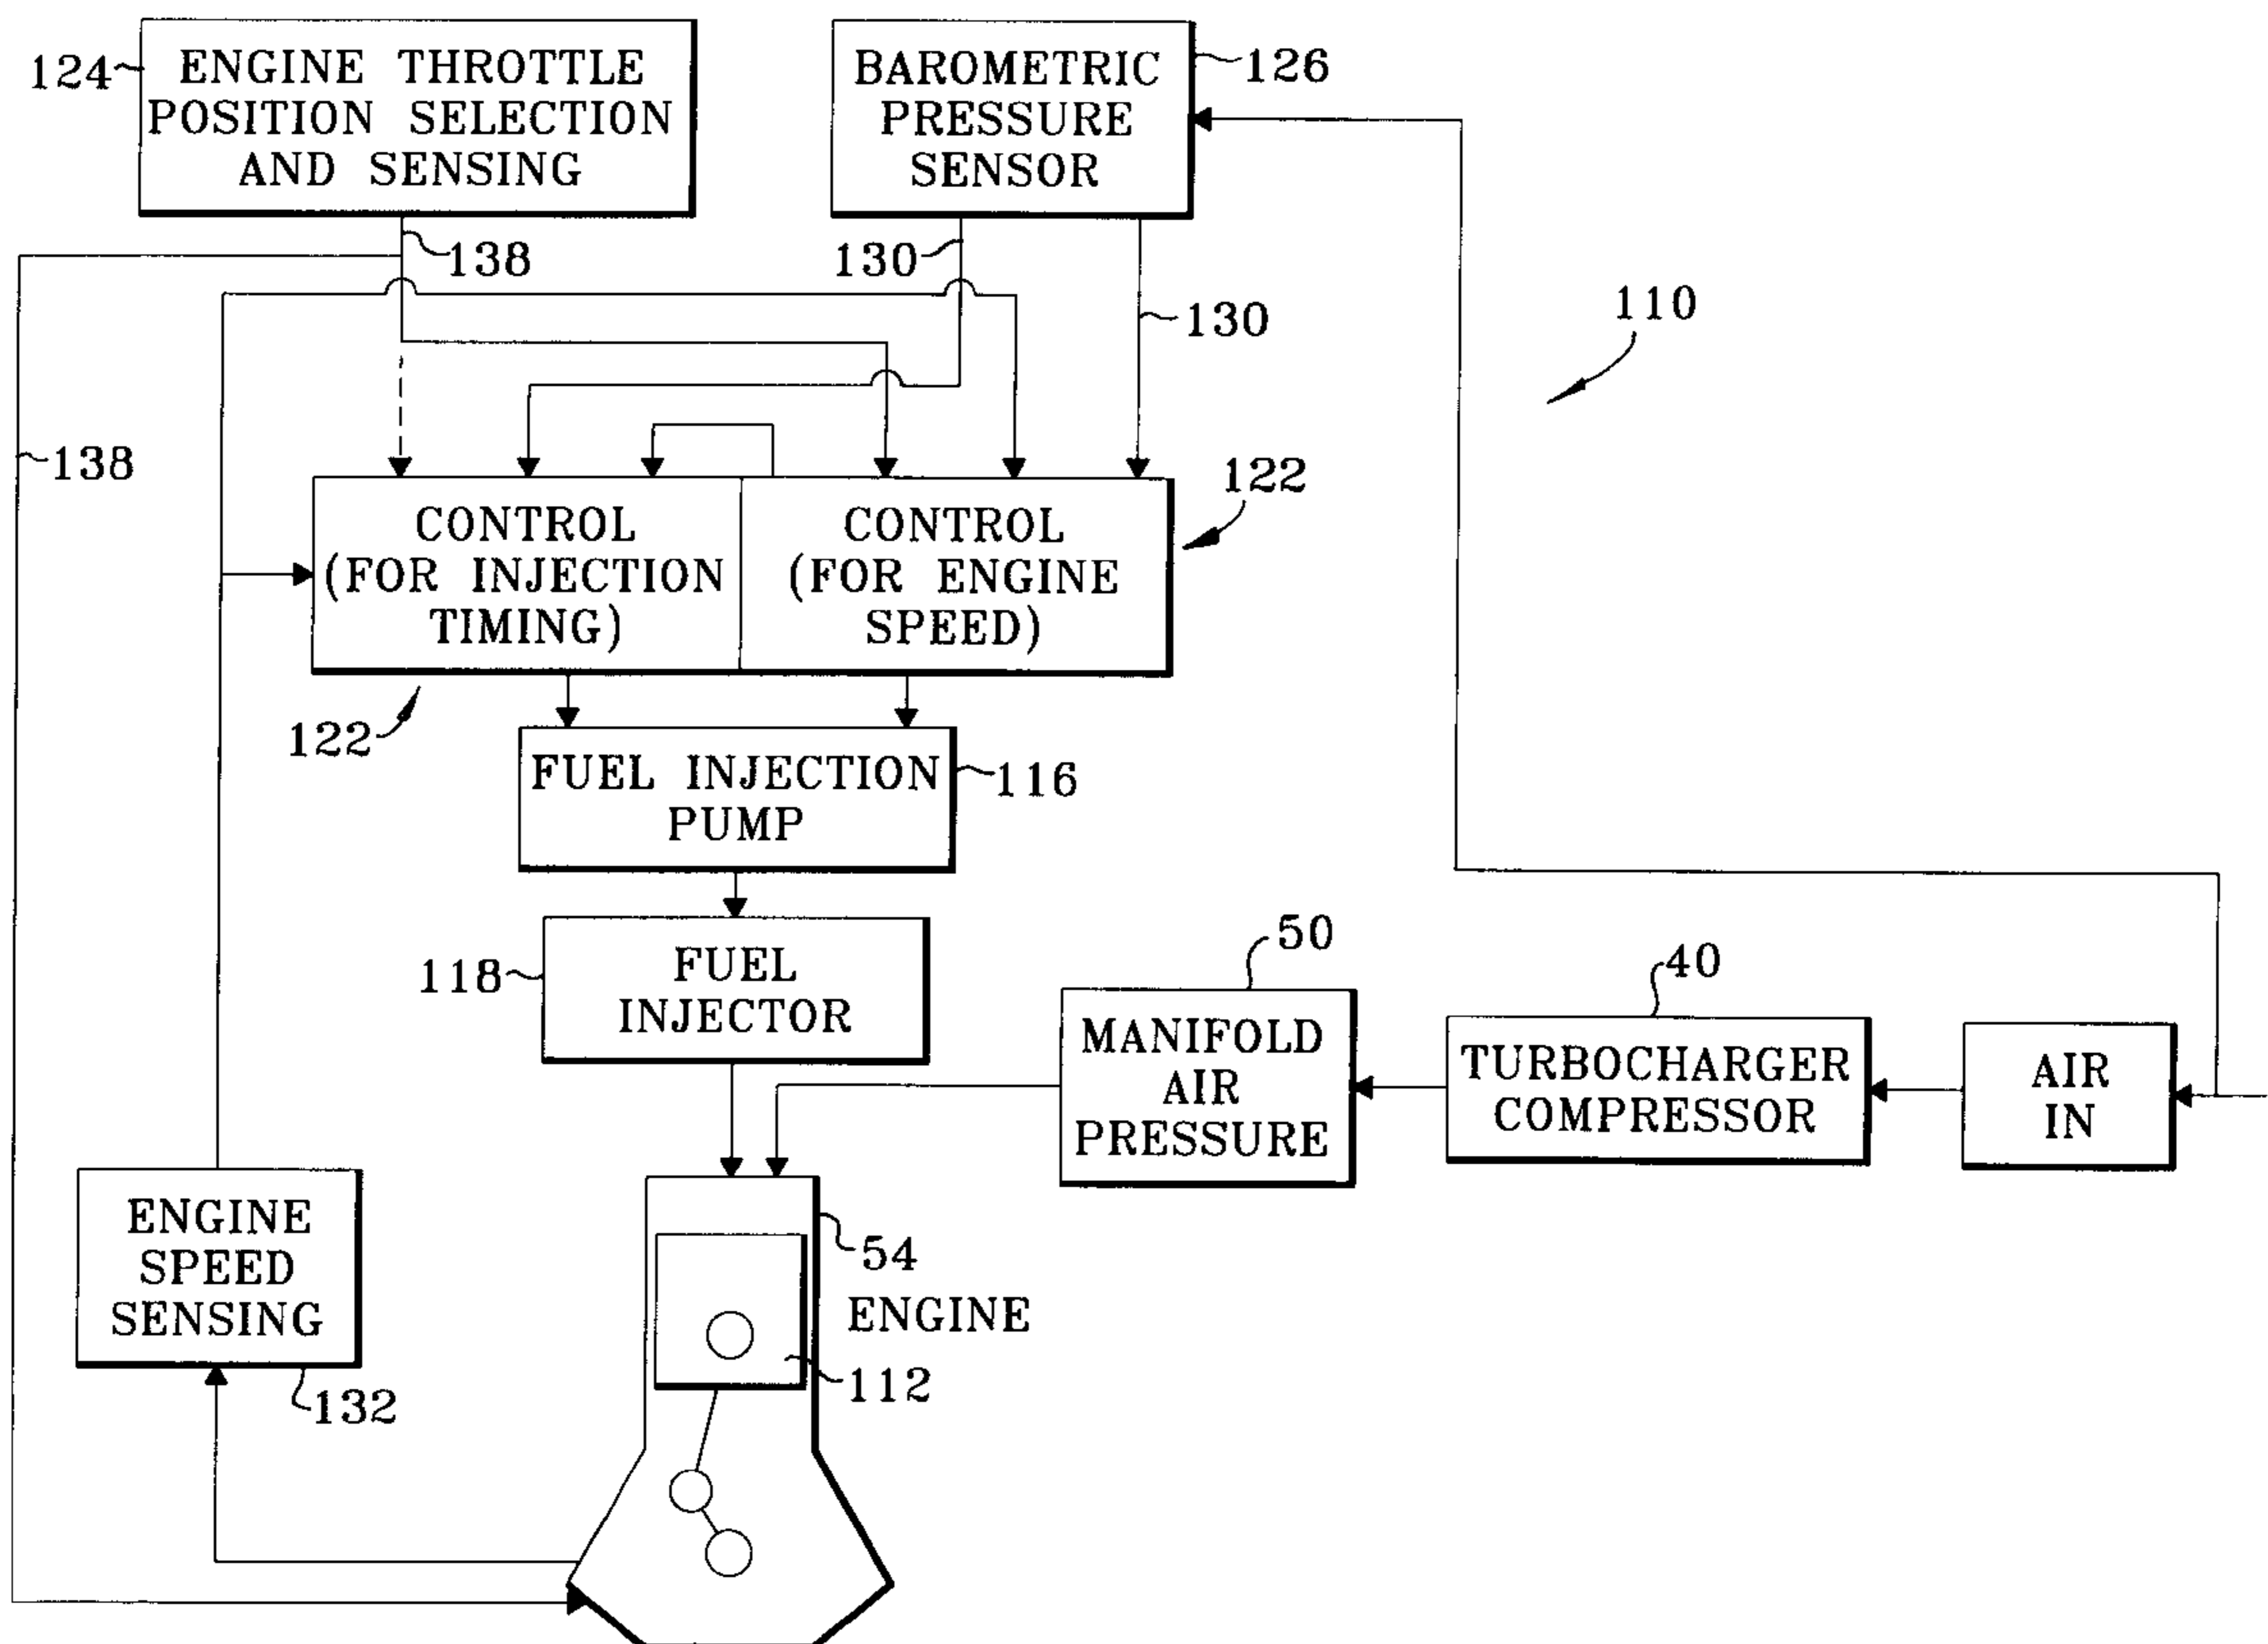 124
ENGINE THROTTLE
POSITION SELECTION
AND SENSING
BAROMETRIC
PRESSURE
SENSOR
126
138
130
130
110
138
122
CONTROL
(FOR INJECTION
TIMING)
CONTROL
(FOR ENGINE
SPEED)
122
FUEL INJECTION
PUMP
116
118
FUEL
INJECTOR
50
MANIFOLD
AIR
PRESSURE
40
TURBOCHARGER
COMPRESSOR
AIR
IN
ENGINE
SPEED
SENSING
132
54
ENGINE
112